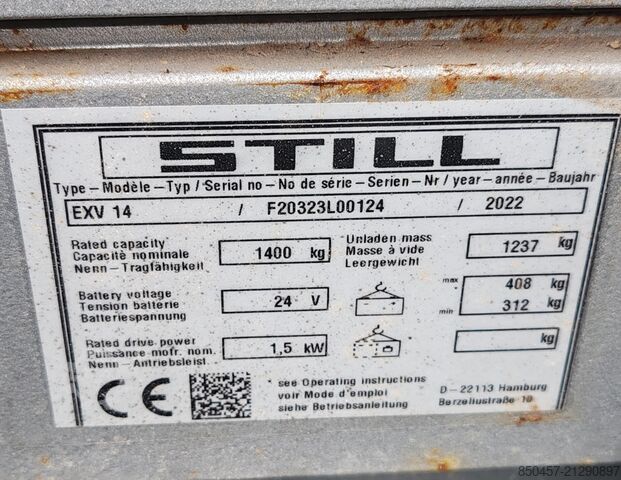 STILL
Type – Modèle – Typ / Serial no – No de série – Serien – Nr / year – année – Baujahr
EXV 14 / F20323L00124 / 2022
Rated capacity
Capacité nominale
Nenn – Tragfähigkeit
1400 kg
Unladen mass
Masse à vide
Leergewicht
1237 kg
Battery voltage
Tension batterie
Batteriespannung
24 V
max 408 kg
min 312 kg
Rated drive power
Puissance motr. nom.
Nenn – Antriebsleist.
1,5 kW
kg
CE
* see Operating instructions
voir Mode d'emploi
siehe Betriebsanleitung
D – 22113 Hamburg
Berzeliustraße 10
850457-21290897